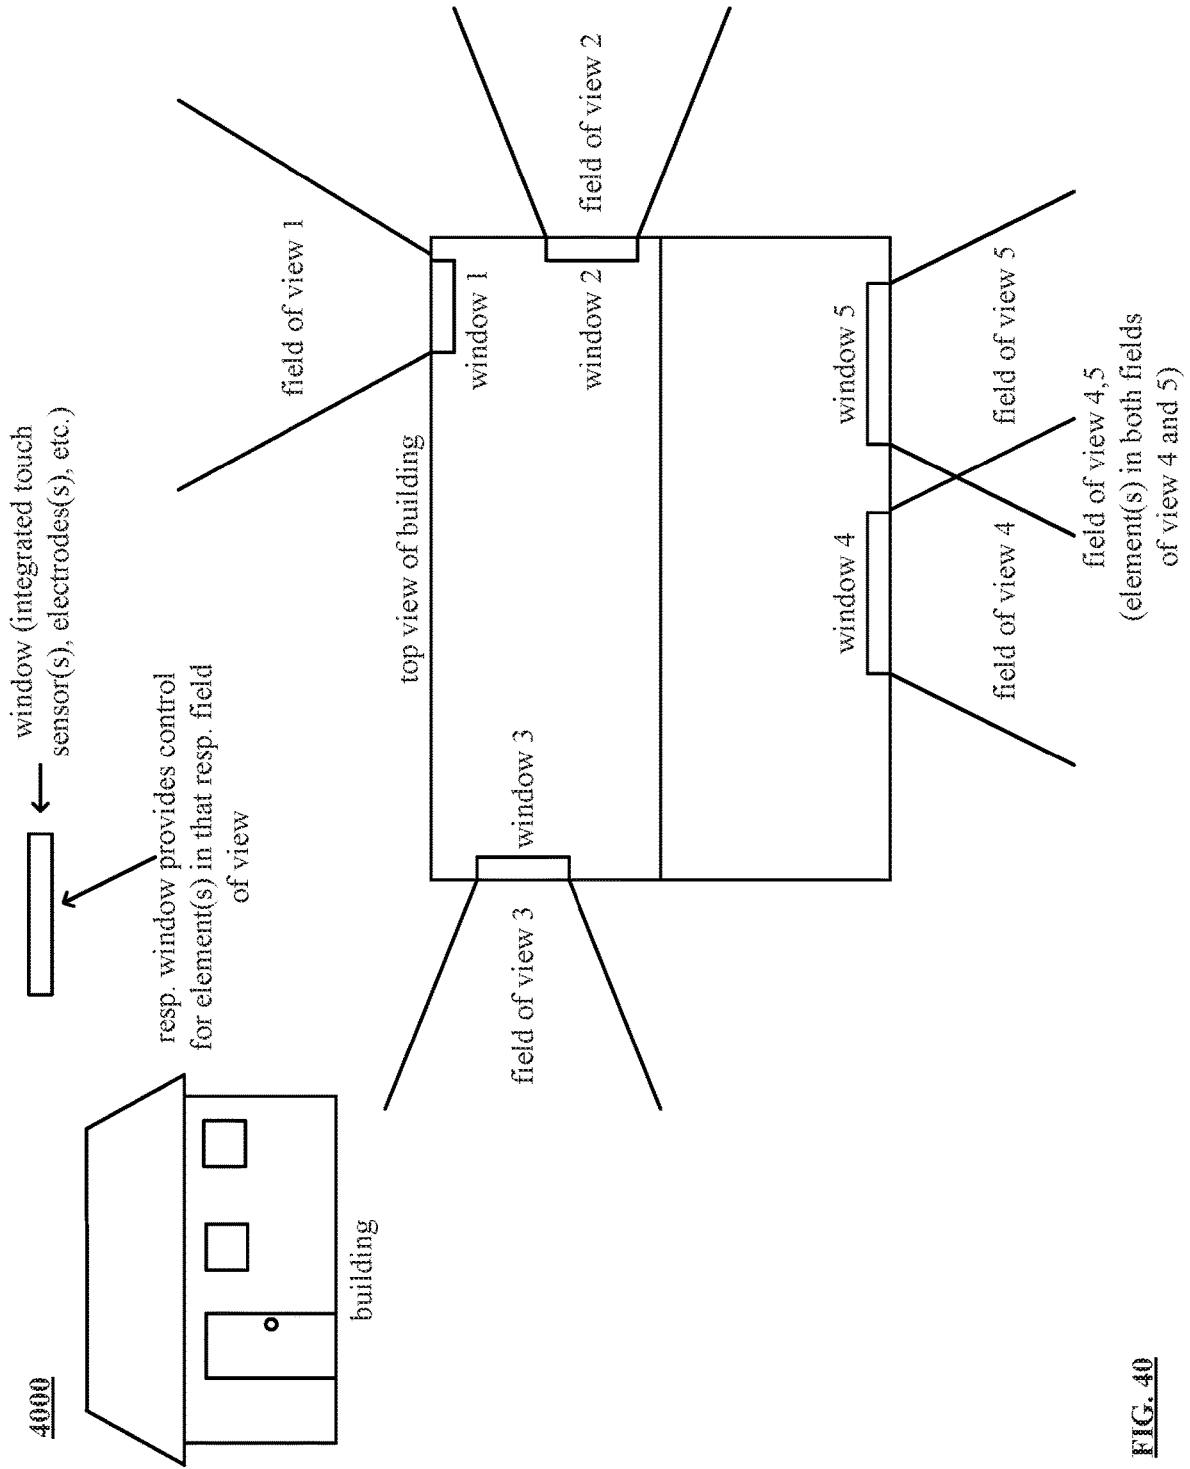 4000
building
window (integrated touch
sensor(s), electrodes(s), etc.)
resp. window provides control
for element(s) in that resp. field
of view
top view of building
field of view 1
window 1
field of view 2
window 2
field of view 3
window 3
window 4
field of view 4
window 5
field of view 5
field of view 4,5
(element(s) in both fields
of view 4 and 5)
FIG. 40